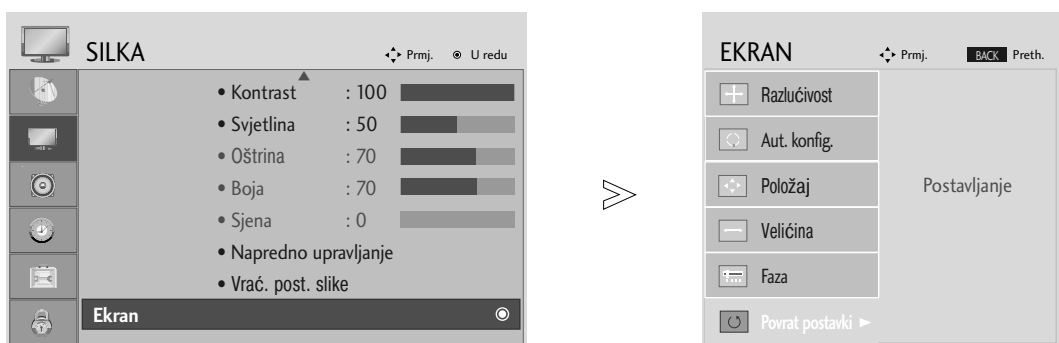 SILKA
Prmj. U redu
• Kontrast : 100
• Svjetlina : 50
• Oštrina : 70
• Boja : 70
• Sjena : 0
• Napredno upravljanje
• Vrać. post. slike
Ekran
EKRAN
Prmj. BACK Preth.
Razlućivost
Aut. konfig.
Položaj
Velićina
Faza
Povrat postavki ►
Postavljanje